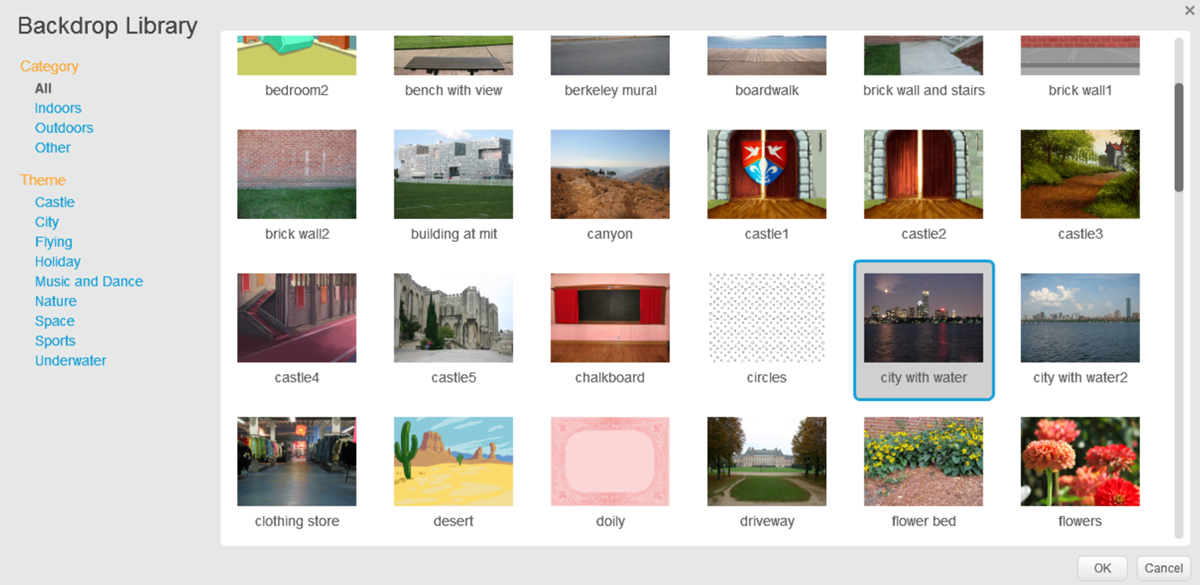 Backdrop Library
Category
All
Indoors
Outdoors
Other
Theme
Castle
City
Flying
Holiday
Music and Dance
Nature
Space
Sports
Underwater
bedroom2 bench with view berkeley mural boardwalk brick wall and stairs brick wall1
brick wall2 building at mit canyon castle1 castle2 castle3
castle4 castle5 chalkboard circles city with water city with water2
clothing store desert doily driveway flower bed flowers
OK Cancel